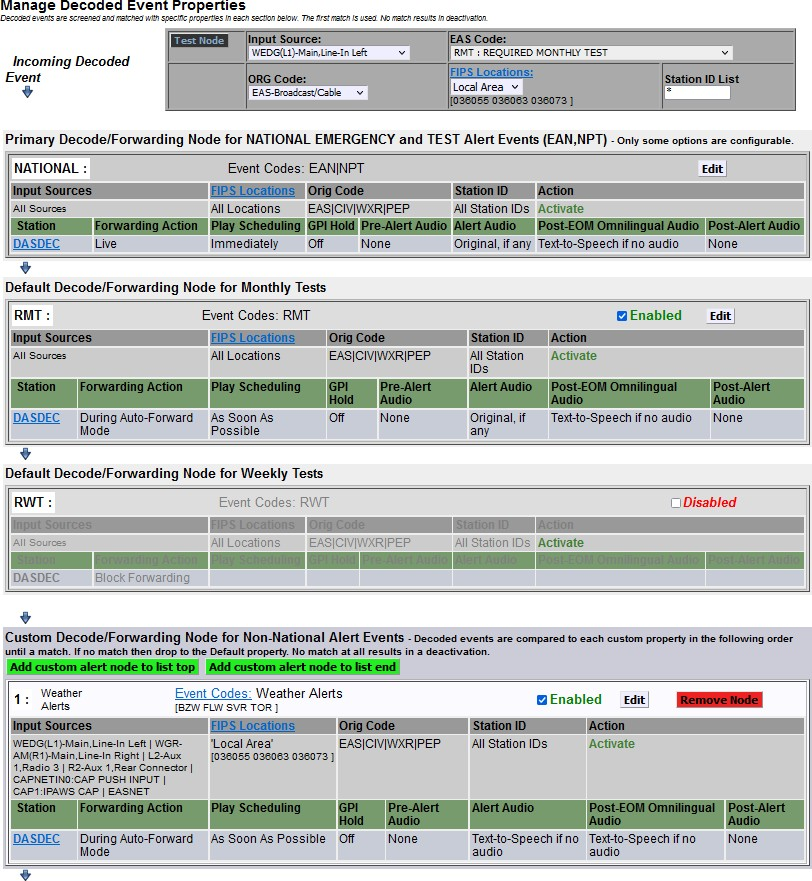 Manage Decoded Event Properties
Decoded events are screened and matched with specific properties in each section below. The first match is used. No match results in deactivation.
Incoming Decoded
Event
Test Node
Input Source:
WEDG(L1)-Main,Line-In Left
EAS Code:
RMT : REQUIRED MONTHLY TEST
ORG Code:
EAS-Broadcast/Cable
FIPS Locations:
Local Area
[036055 036063 036073 ]
Station ID List
*
Primary Decode/Forwarding Node for NATIONAL EMERGENCY and TEST Alert Events (EAN,NPT) - Only some options are configurable.
NATIONAL : Event Codes: EAN|NPT Edit
Input Sources FIPS Locations Orig Code Station ID Action
All Sources All Locations EAS|CIV|WXR|PEP All Station IDs Activate
Station Forwarding Action Play Scheduling GPI Hold Pre-Alert Audio Alert Audio Post-EOM Omnilingual Audio Post-Alert Audio
DASDEC Live Immediately Off None Original, if any Text-to-Speech if no audio None
Default Decode/Forwarding Node for Monthly Tests
RMT : Event Codes: RMT Enabled Edit
Input Sources FIPS Locations Orig Code Station ID Action
All Sources All Locations EAS|CIV|WXR|PEP All Station
IDs Activate
Station Forwarding Action Play Scheduling GPI
Hold Pre-Alert
Audio Alert Audio Post-EOM Omnilingual
Audio Post-Alert
Audio
DASDEC During Auto-Forward
Mode As Soon As
Possible Off None Original, if
any Text-to-Speech if no audio None
Default Decode/Forwarding Node for Weekly Tests
RWT : Event Codes: RWT Disabled
Input Sources FIPS Locations Orig Code Station ID Action
All Sources All Locations EAS|CIV|WXR|PEP All Station IDs Activate
Station Forwarding Action Play Scheduling GPI Hold Pre-Alert Audio Alert Audio Post-EOM Omnilingual Audio Post-Alert Audio
DASDEC Block Forwarding
Custom Decode/Forwarding Node for Non-National Alert Events - Decoded events are compared to each custom property in the following order
until a match. If no match then drop to the Default property. No match at all results in a deactivation.
Add custom alert node to list top Add custom alert node to list end
1 : Weather
Alerts
Event Codes: Weather Alerts
[BZW FLW SVR TOR ]
Enabled Edit Remove Node
Input Sources FIPS Locations Orig Code Station ID Action
WEDG(L1)-Main,Line-In Left | WGR-
AM(R1)-Main,Line-In Right | L2-Aux
1,Radio 3 | R2-Aux 1,Rear Connector |
CAPNETIN0:CAP PUSH INPUT |
CAP1:IPAWS CAP | EASNET
'Local Area'
[036055 036063 036073 ]
EAS|CIV|WXR|PEP All Station IDs Activate
Station Forwarding Action Play Scheduling GPI
Hold Pre-Alert
Audio Alert Audio Post-EOM Omnilingual
Audio Post-Alert
Audio
DASDEC During Auto-Forward
Mode As Soon As Possible Off None Text-to-Speech if no
audio Text-to-Speech if no
audio None